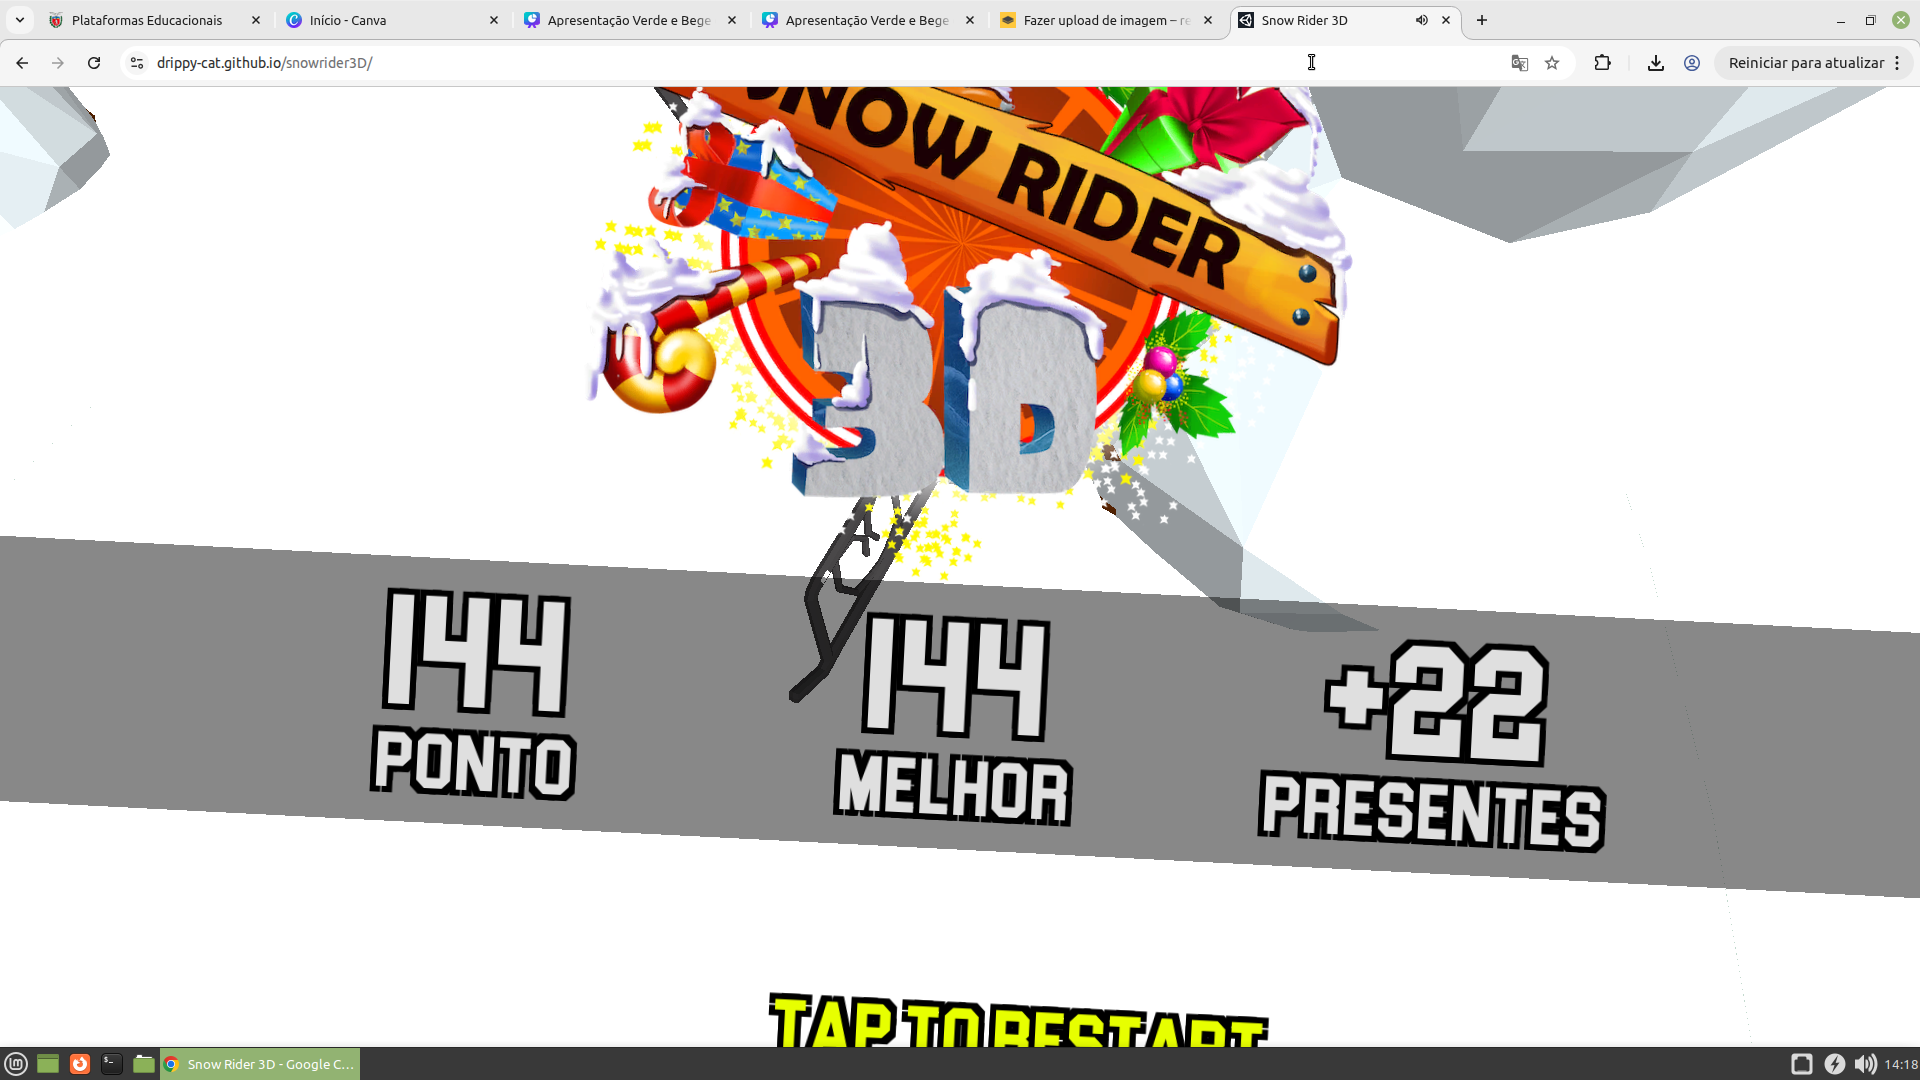 Plataformas Educacionais
Início - Canva
Apresentação Verde e Bege
Apresentação Verde e Bege
Fazer upload de imagem – re
Snow Rider 3D
drippy-cat.github.io/snowrider3D/
Reiniciar para atualizar
SNOW RIDER
3D
144
PONTO
144
MELHOR
+22
PRESENTES
TAP TO RESTART
Snow Rider 3D - Google C...
14:18